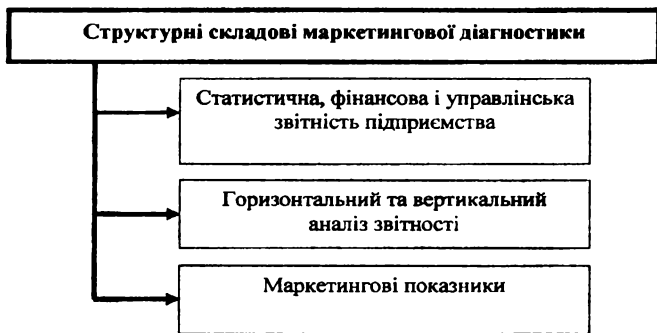 Структурні складові маркетингової діагностики
Статистична, фінансова і управлінська
звітність підприємства
Горизонтальний та вертикальний
аналіз звітності
Маркетингові показники